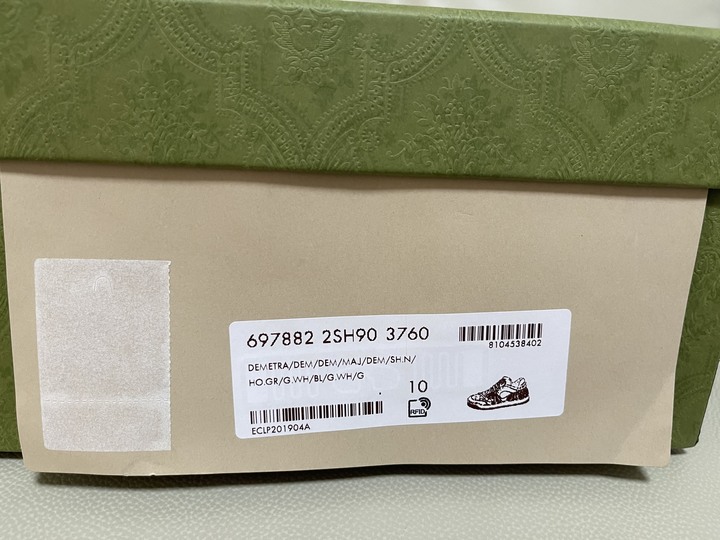 697882 2SH90 3760
8104538402
DEMETRA/DEM/DEM/MAJ/DEM/SH.N/
HO.GR/G.WH/BL/G.WH/G
10
RFID
ECLP201904A